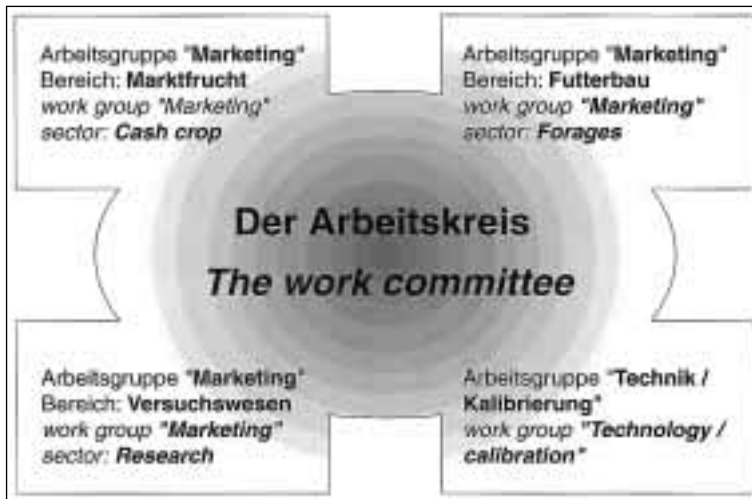 Arbeitsgruppe "Marketing"
Bereich: Marktfrucht
work group "Marketing"
sector: Cash crop
Arbeitsgruppe "Marketing"
Bereich: Futterbau
work group "Marketing"
sector: Forages
Der Arbeitskreis
The work committee
Arbeitsgruppe "Marketing"
Bereich: Versuchswesen
work group "Marketing"
sector: Research
Arbeitsgruppe "Technik /
Kalibrierung"
work group "Technology /
calibration"